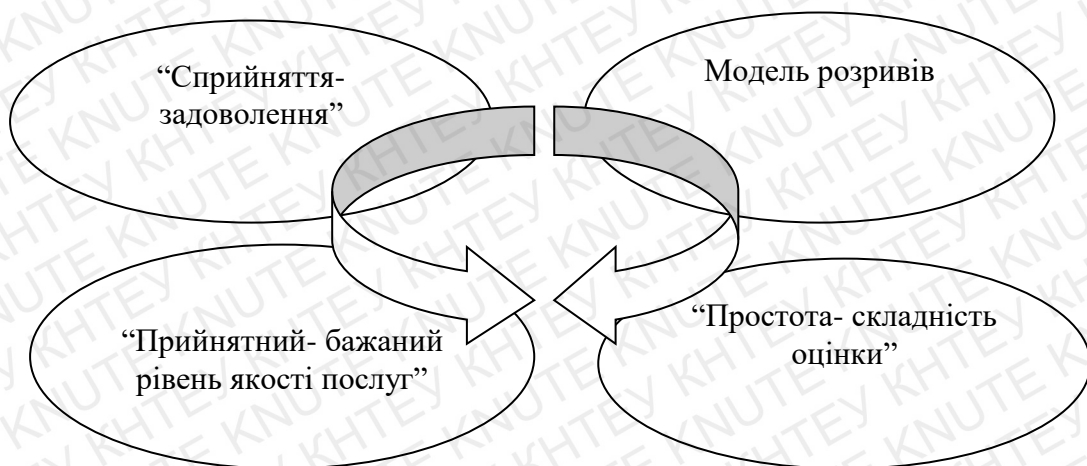 “Сприйняття-
задоволення”
Модель розривів
“Прийнятний- бажаний
рівень якості послуг”
“Простота- складність
оцінки”